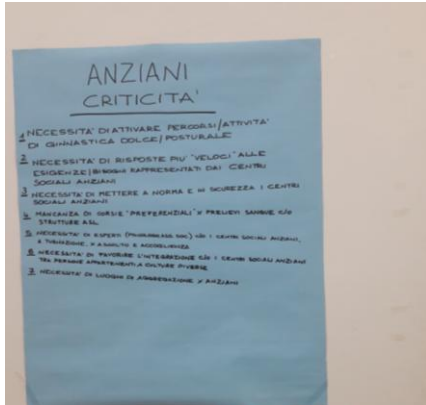 ANZIANI
CRITICITA'
1 NECESSITA' DI ATTIVARE PERCORSI/ATTIVITA'
DI GINNASTICA DOLCE/POSTURALE
2 NECESSITA' DI RISPOSTE PIU' "VELOCI" ALLE
ESIGENZE/BISOGNI RAPPRESENTATI DAI CENTRI
SOCIALI ANZIANI
3 NECESSITA' DI METTERE A NORMA E IN SICUREZZA I CENTRI
SOCIALI ANZIANI
4 MANCANZA DI CORSIE "PREFERENZIALI" X PRELIEVI SANGUE C/O
STRUTTURE ASL
5 NECESSITA' DI ESPERTI C/O I CENTRI SOCIALI ANZIANI,
A TURNAZIONE, X ASCOLTO E ACCOGLIENZA
6 NECESSITA' DI FAVORIRE L'INTEGRAZIONE C/O I CENTRI SOCIALI ANZIANI
TRA PERSONE APPARTENENTI A CULTURE DIVERSE
7 NECESSITA' DI LUOGHI DI AGGREGAZIONE X ANZIANI